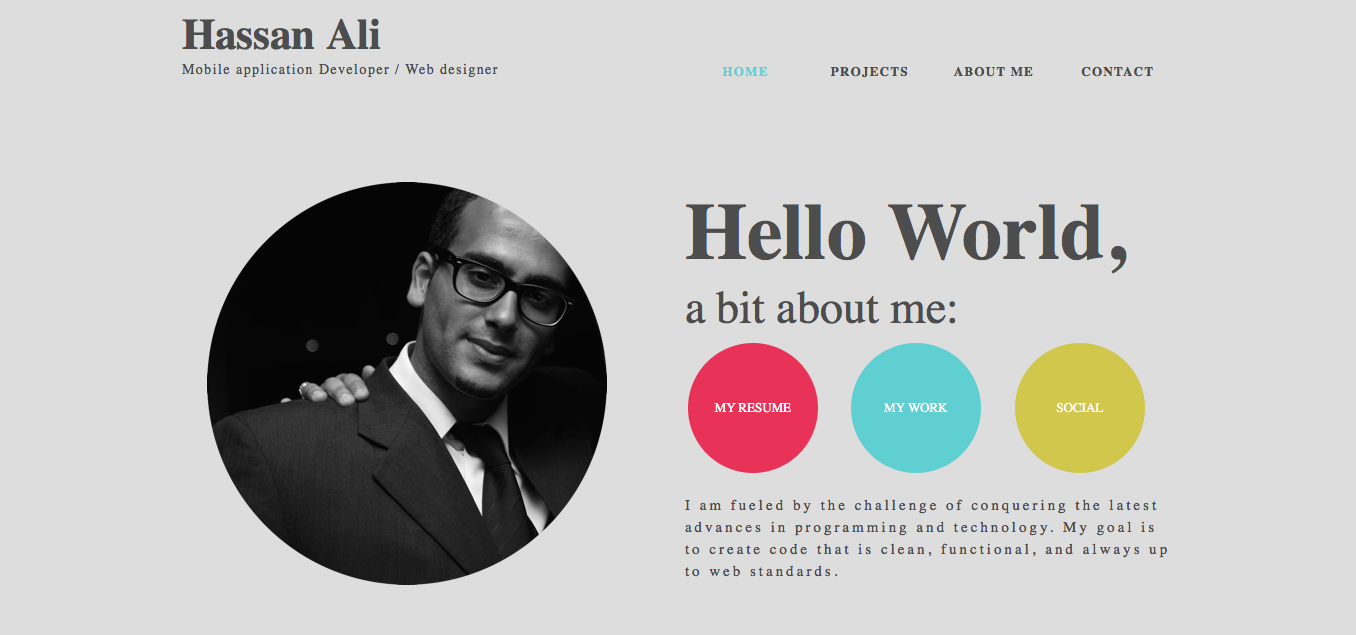 Hassan Ali
Mobile application Developer / Web designer
HOME PROJECTS ABOUT ME CONTACT
Hello World,
a bit about me:
MY RESUME MY WORK SOCIAL
I am fueled by the challenge of conquering the latest
advances in programming and technology. My goal is
to create code that is clean, functional, and always up
to web standards.